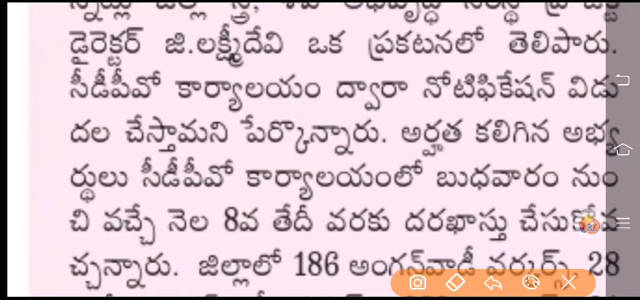 డైరెక్టర్ జి.లక్ష్మీదేవి ఒక ప్రకటనలో తెలిపారు.
సీడీపీవో కార్యాలయం ద్వారా నోటిఫికేషన్ విడు
దల చేస్తామని పేర్కొన్నారు. అర్హత కలిగిన అభ్య
ర్థులు సీడీపీవో కార్యాలయంలో బుధవారం నుం
చి వచ్చే నెల 8వ తేదీ వరకు దరఖాస్తు చేసుకోవ
చ్చన్నారు. జిల్లాలో 186 అంగన్‌వాడీ వర్కర్స్, 28